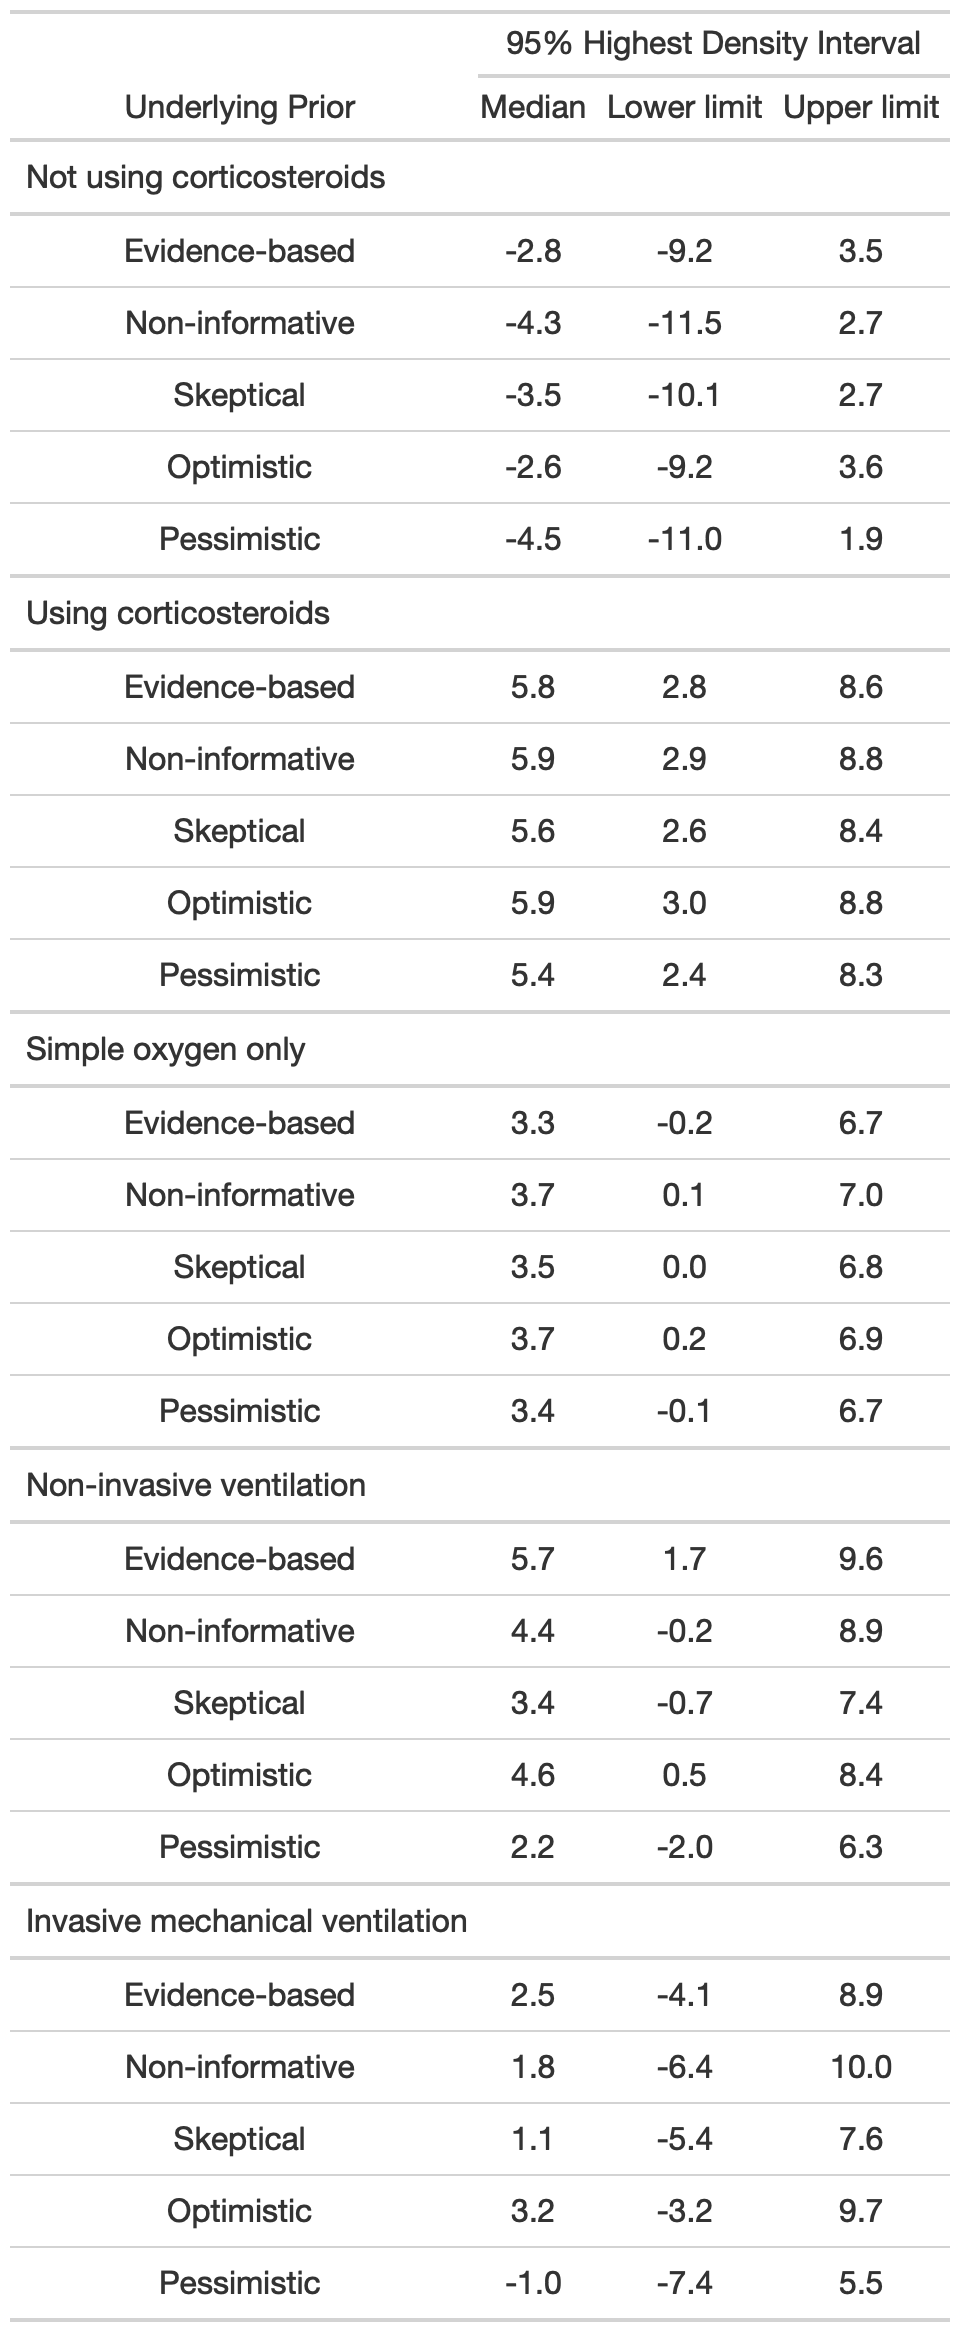 95% Highest Density Interval
Underlying Prior Median Lower limit Upper limit
Not using corticosteroids
Evidence-based -2.8 -9.2 3.5
Non-informative -4.3 -11.5 2.7
Skeptical -3.5 -10.1 2.7
Optimistic -2.6 -9.2 3.6
Pessimistic -4.5 -11.0 1.9
Using corticosteroids
Evidence-based 5.8 2.8 8.6
Non-informative 5.9 2.9 8.8
Skeptical 5.6 2.6 8.4
Optimistic 5.9 3.0 8.8
Pessimistic 5.4 2.4 8.3
Simple oxygen only
Evidence-based 3.3 -0.2 6.7
Non-informative 3.7 0.1 7.0
Skeptical 3.5 0.0 6.8
Optimistic 3.7 0.2 6.9
Pessimistic 3.4 -0.1 6.7
Non-invasive ventilation
Evidence-based 5.7 1.7 9.6
Non-informative 4.4 -0.2 8.9
Skeptical 3.4 -0.7 7.4
Optimistic 4.6 0.5 8.4
Pessimistic 2.2 -2.0 6.3
Invasive mechanical ventilation
Evidence-based 2.5 -4.1 8.9
Non-informative 1.8 -6.4 10.0
Skeptical 1.1 -5.4 7.6
Optimistic 3.2 -3.2 9.7
Pessimistic -1.0 -7.4 5.5